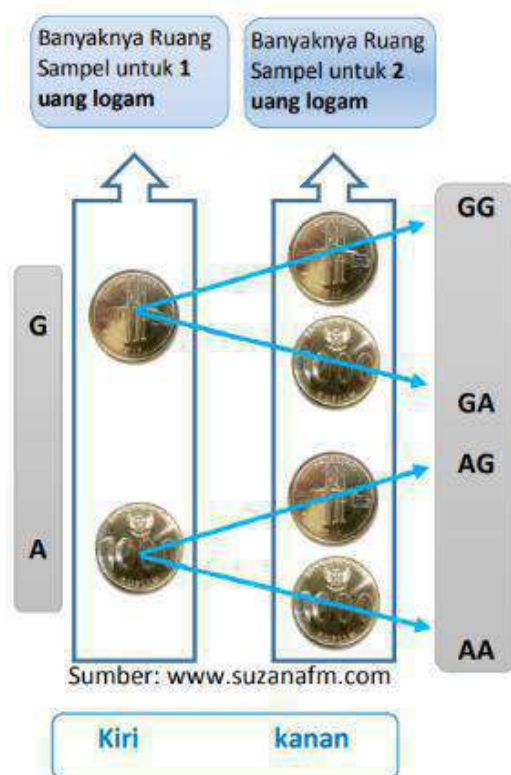 Banyaknya Ruang
Sampel untuk 1
uang logam
Banyaknya Ruang
Sampel untuk 2
uang logam
GG
G
GA
AG
A
AA
Sumber: www.suzanafm.com
Kiri kanan